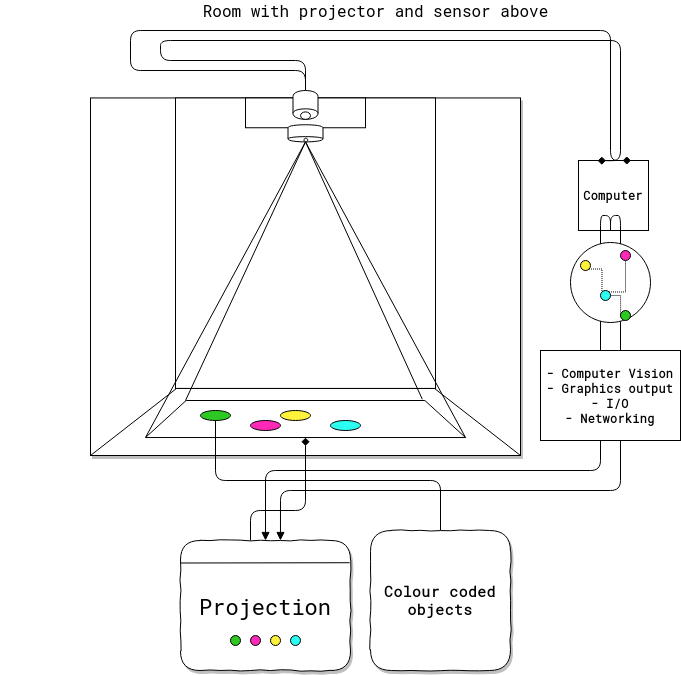 Room with projector and sensor above
Computer
- Computer Vision
- Graphics output
- I/O
- Networking
Projection
Colour coded
objects